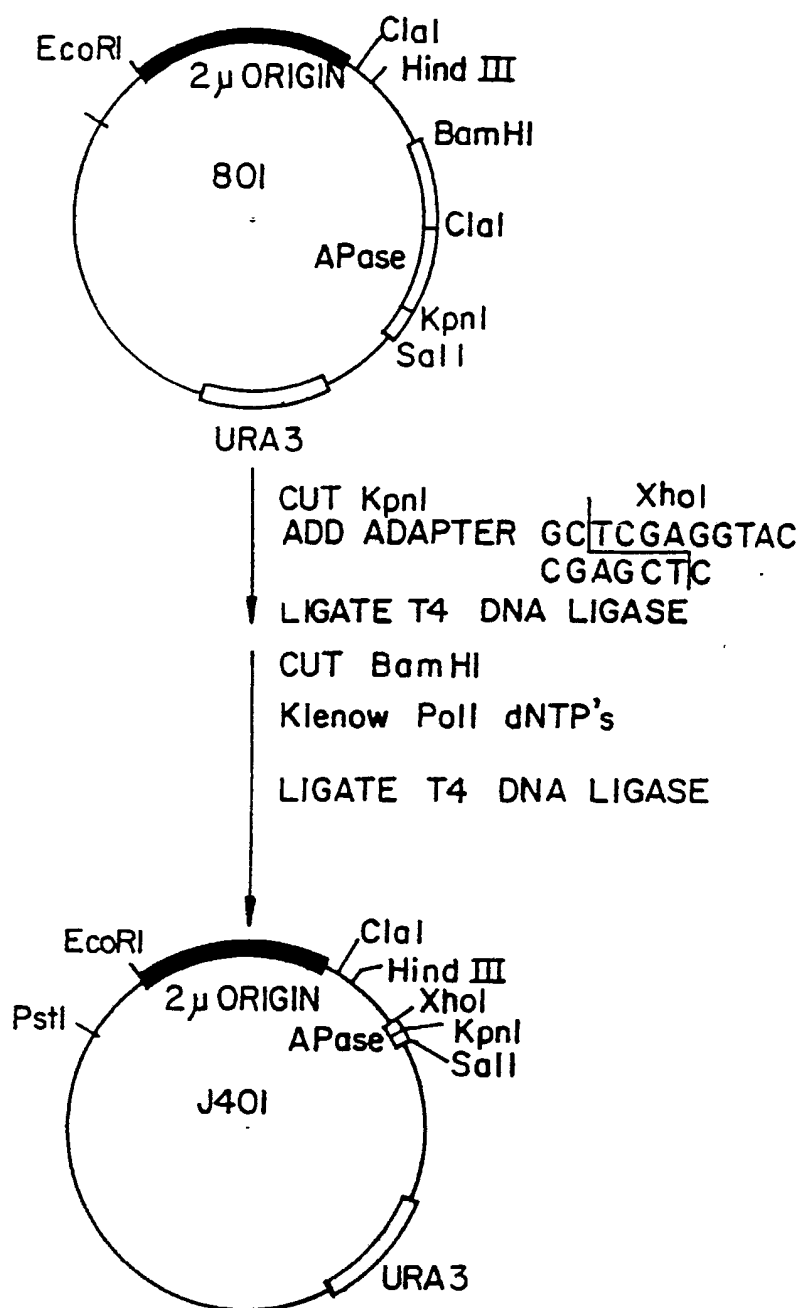 EcoRI
ClaI
2μ ORIGIN
Hind III
BamHI
801
ClaI
APase
KpnI
SalI
URA3
CUT KpnI
XhoI
ADD ADAPTER GCTCGAGGTAC
CGAGCTC
LIGATE T4 DNA LIGASE
CUT BamHI
Klenow PolI dNTP's
LIGATE T4 DNA LIGASE
EcoRI
ClaI
Hind III
2μ ORIGIN
XhoI
PstI
KpnI
APase
SalI
J401
URA3